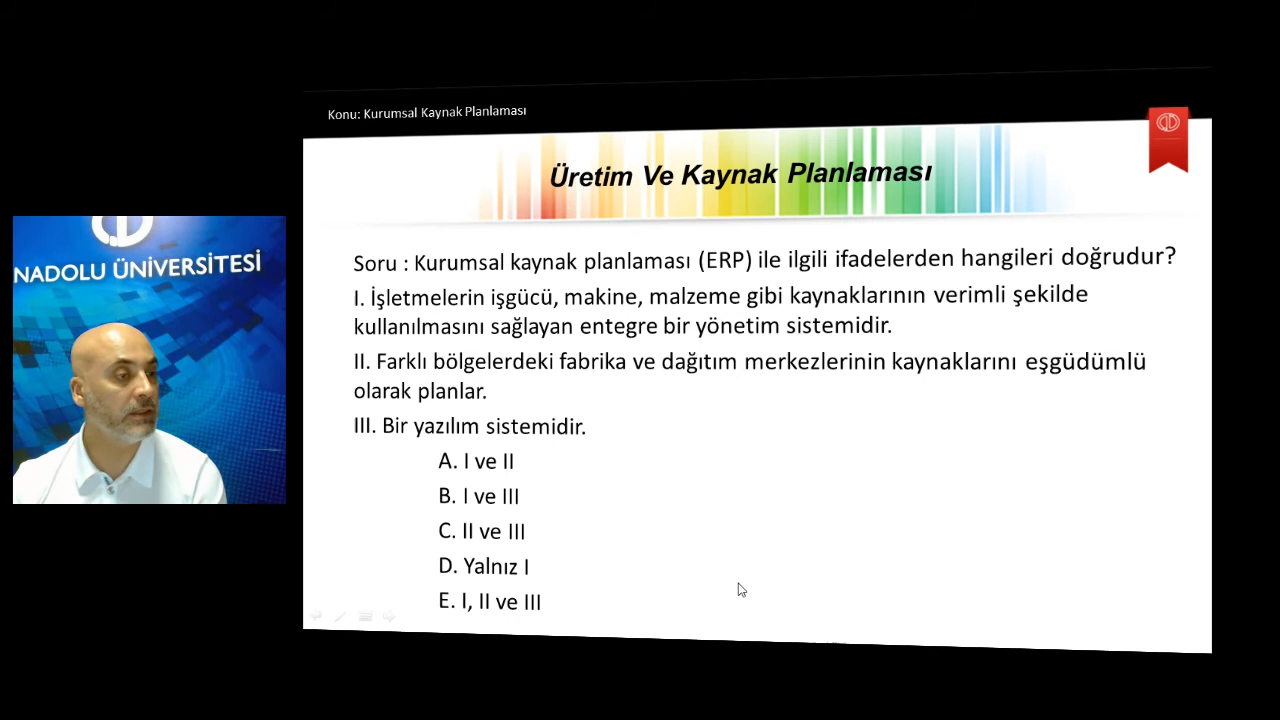 Konu: Kurumsal Kaynak Planlaması
Üretim Ve Kaynak Planlaması
NADOLU ÜNİVERSİTESİ
Soru : Kurumsal kaynak planlaması (ERP) ile ilgili ifadelerden hangileri doğrudur?
I. İşletmelerin işgücü, makine, malzeme gibi kaynaklarının verimli şekilde
kullanılmasını sağlayan entegre bir yönetim sistemidir.
II. Farklı bölgelerdeki fabrika ve dağıtım merkezlerinin kaynaklarını eşgüdümlü
olarak planlar.
III. Bir yazılım sistemidir.
A. I ve II
B. I ve III
C. II ve III
D. Yalnız I
E. I, II ve III